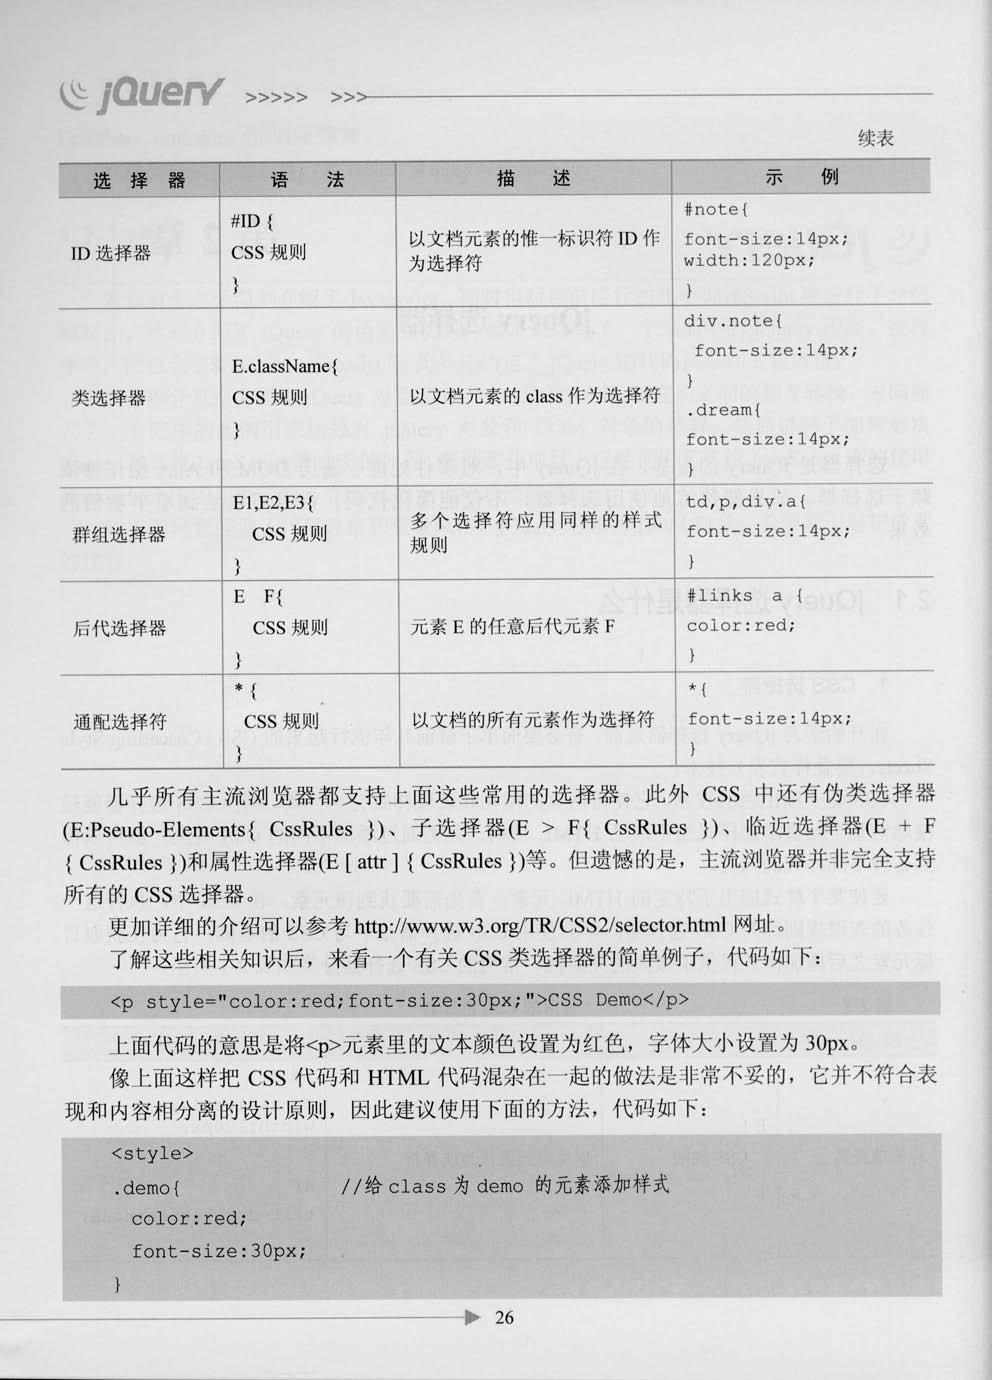 jQuery >>>>> >>>
续表
选 择 器 语 法 描 述 示 例
ID 选择器
#ID {
CSS 规则
}
以文档元素的惟一标识符 ID 作
为选择符
#note{
font-size:14px;
width:120px;
}
类选择器
E.className{
CSS 规则
}
以文档元素的 class 作为选择符
div.note{
font-size:14px;
}
.dream{
font-size:14px;
}
群组选择器
E1,E2,E3{
CSS 规则
}
多个选择符应用同样的样式
规则
td,p,div.a{
font-size:14px;
}
后代选择器
E F{
CSS 规则
}
元素 E 的任意后代元素 F
#links a {
color:red;
}
通配选择符
* {
CSS 规则
}
以文档的所有元素作为选择符
*{
font-size:14px;
}
几乎所有主流浏览器都支持上面这些常用的选择器。此外 CSS 中还有伪类选择器
(E:Pseudo-Elements{ CssRules })、子选择器(E > F{ CssRules })、临近选择器(E + F
{ CssRules })和属性选择器(E [ attr ] { CssRules })等。但遗憾的是，主流浏览器并非完全支持
所有的 CSS 选择器。
更加详细的介绍可以参考 http://www.w3.org/TR/CSS2/selector.html 网址。
了解这些相关知识后，来看一个有关 CSS 类选择器的简单例子，代码如下：
<p style="color:red;font-size:30px;">CSS Demo</p>
上面代码的意思是将<p>元素里的文本颜色设置为红色，字体大小设置为 30px。
像上面这样把 CSS 代码和 HTML 代码混杂在一起的做法是非常不妥的，它并不符合表
现和内容相分离的设计原则，因此建议使用下面的方法，代码如下：
<style>
.demo{ //给 class 为 demo 的元素添加样式
color:red;
font-size:30px;
}
26